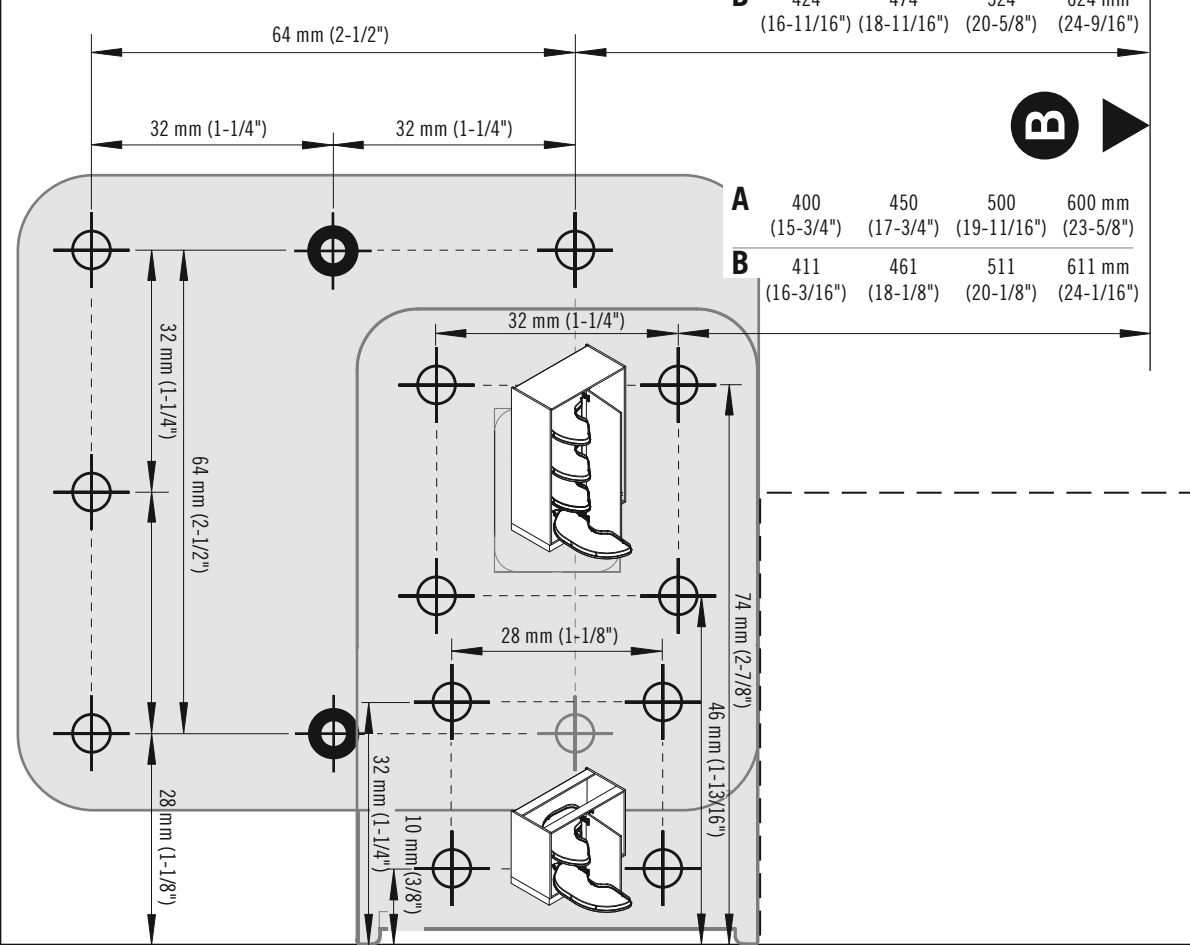 B 424 474 524 624 mm
(16-11/16") (18-11/16") (20-5/8") (24-9/16")
64 mm (2-1/2")
32 mm (1-1/4") 32 mm (1-1/4")
B
A 400 450 500 600 mm
(15-3/4") (17-3/4") (19-11/16") (23-5/8")
B 411 461 511 611 mm
(16-3/16") (18-1/8") (20-1/8") (24-1/16")
32 mm (1-1/4")
32 mm (1-1/4")
64 mm (2-1/2")
28 mm (1-1/8")
74 mm (2-7/8")
46 mm (1-13/16")
32 mm (1-1/4")
10 mm (3/8")
28 mm (1-1/8")